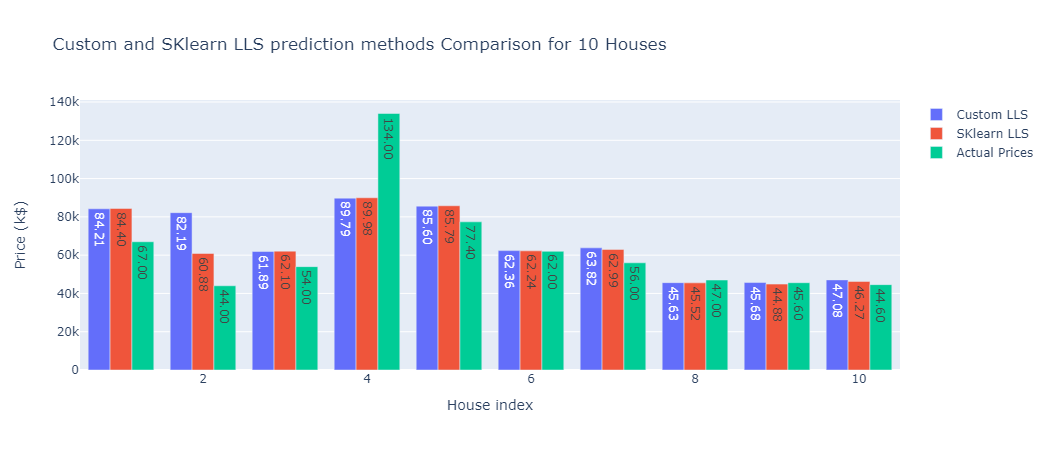 Custom and SKlearn LLS prediction methods Comparison for 10 Houses
Price (k$)
140k
120k
100k
80k
60k
40k
20k
0
84.21
84.40
67.00
82.19
60.88
44.00
61.89
62.10
54.00
89.79
89.98
134.00
85.60
85.79
77.40
62.36
62.24
62.00
63.82
62.99
56.00
45.63
45.52
47.00
45.68
44.88
45.60
47.08
46.27
44.60
2
4
6
8
10
House index
Custom LLS
SKlearn LLS
Actual Prices